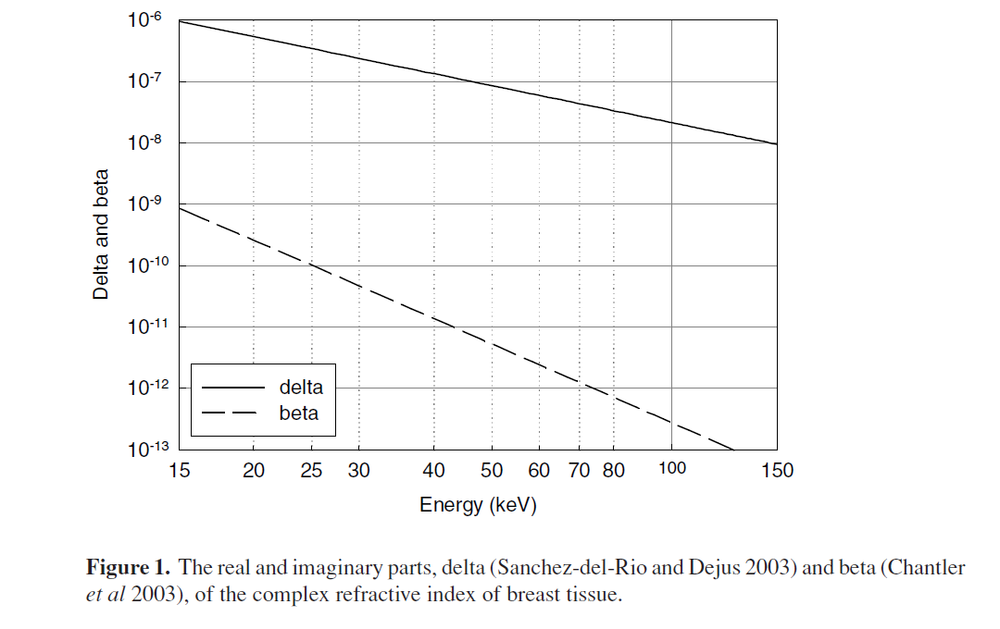 10-6
10-7
10-8
10-9
10-10
10-11
10-12
10-13
Delta and beta
delta
beta
15 20 25 30 40 50 60 70 80 100 150
Energy (keV)
Figure 1. The real and imaginary parts, delta (Sanchez-del-Rio and Dejus 2003) and beta (Chantler
et al 2003), of the complex refractive index of breast tissue.